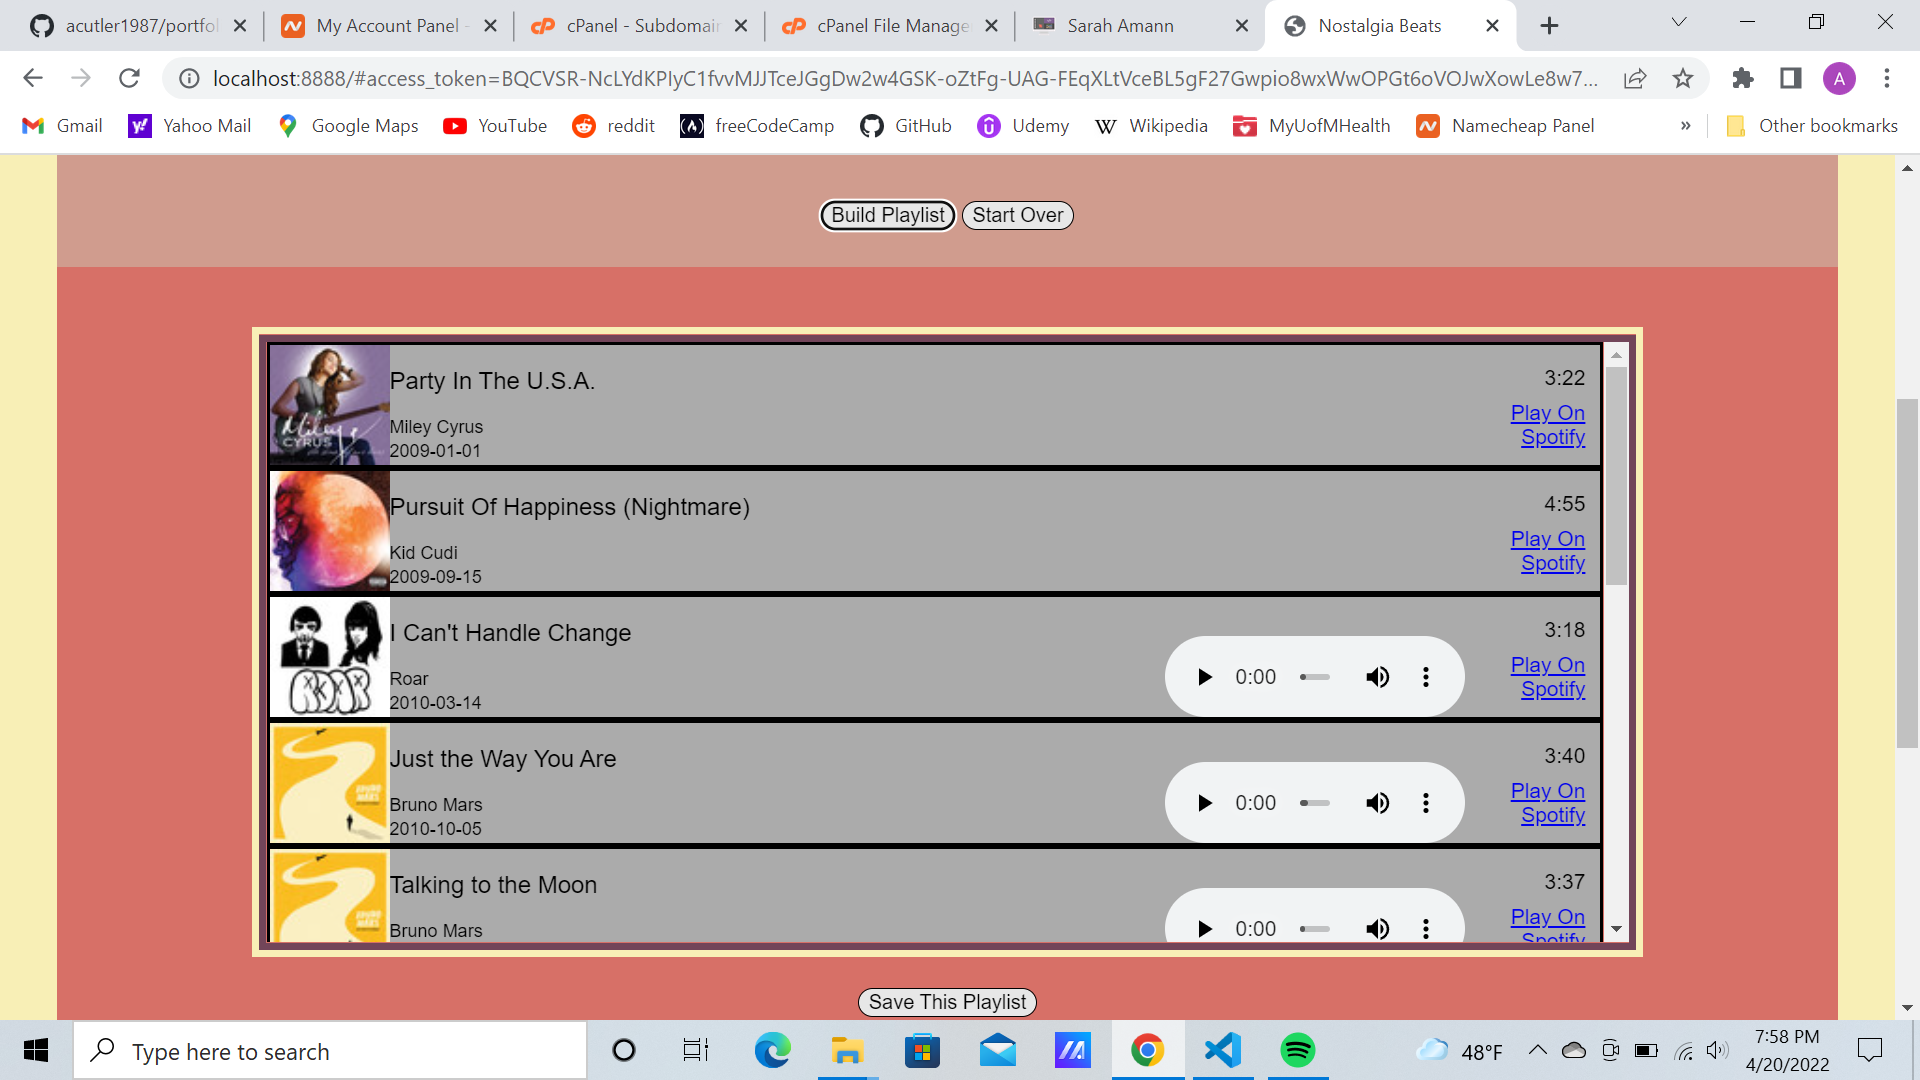 acutler1987/portfol
My Account Panel -
cPanel - Subdomain
cPanel File Manage
Sarah Amann
Nostalgia Beats
localhost:8888/#access_token=BQCVSR-NcLYdKPIyC1fvvMJJTceJGgDw2w4GSK-oZtFg-UAG-FEqXLtVceBL5gF27Gwpio8wxWwOPGt6oVOJwXowLe8w7...
A
Gmail
Yahoo Mail
Google Maps
YouTube
reddit
freeCodeCamp
GitHub
Udemy
Wikipedia
MyUofMHealth
Namecheap Panel
»
Other bookmarks
Build Playlist
Start Over
Party In The U.S.A.
3:22
Miley Cyrus
2009-01-01
Play On
Spotify
Pursuit Of Happiness (Nightmare)
4:55
Kid Cudi
2009-09-15
Play On
Spotify
I Can't Handle Change
3:18
Roar
2010-03-14
0:00
Play On
Spotify
Just the Way You Are
3:40
Bruno Mars
2010-10-05
0:00
Play On
Spotify
Talking to the Moon
3:37
Bruno Mars
0:00
Play On
Spotify
Save This Playlist
Type here to search
48°F
7:58 PM
4/20/2022